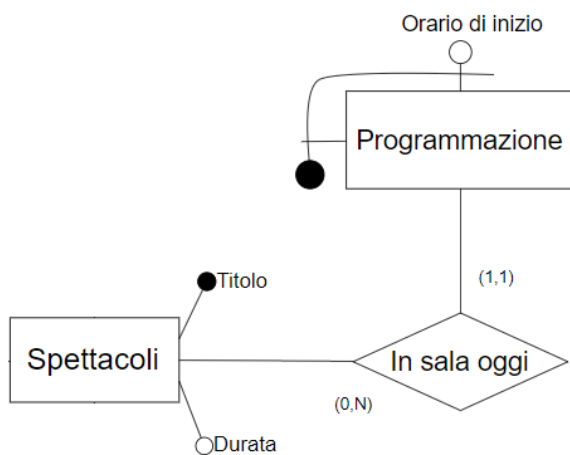 Orario di inizio
Programmazione
(1,1)
Titolo
Spettacoli
In sala oggi
(0,N)
Durata